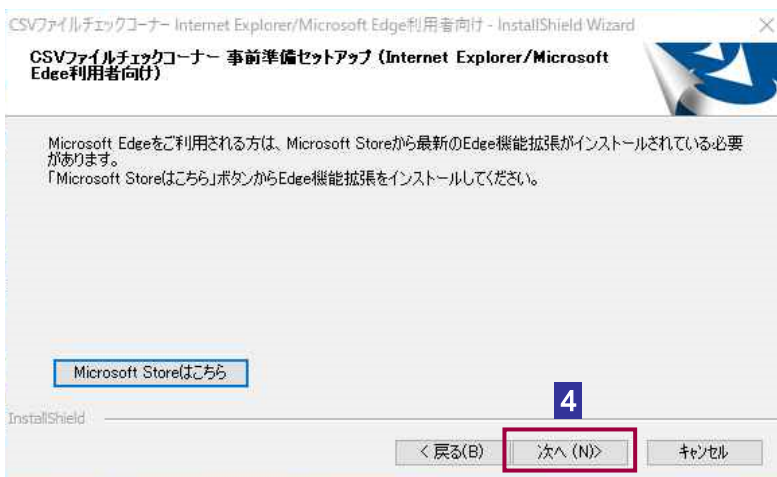 CSVファイルチェックコーナー Internet Explorer/Microsoft Edge利用者向け - InstallShield Wizard
CSVファイルチェックコーナー 事前準備セットアップ (Internet Explorer/Microsoft
Edge利用者向け)
Microsoft Edgeをご利用される方は、Microsoft Storeから最新のEdge機能拡張がインストールされている必要
があります。
「Microsoft Storeはこちら」ボタンからEdge機能拡張をインストールしてください。
Microsoft Storeはこちら
4
InstallShield
< 戻る(B)
次へ (N)>
キャンセル